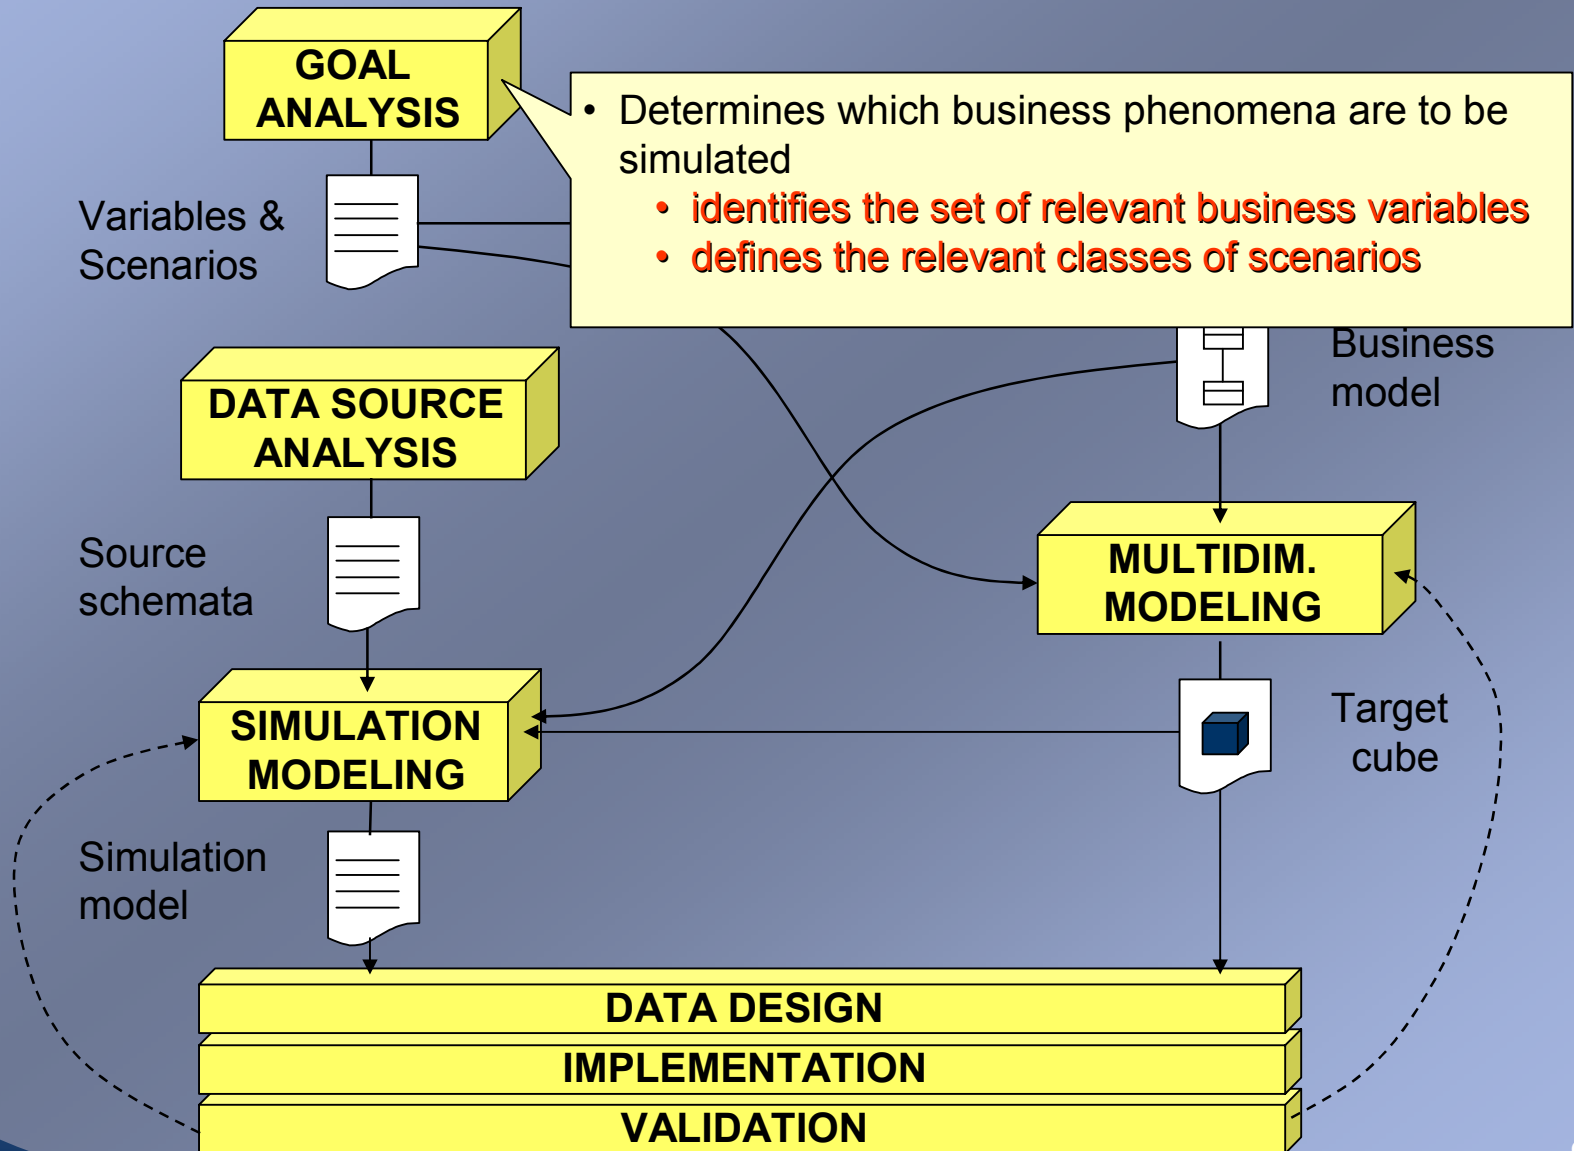 GOAL
ANALYSIS
• Determines which business phenomena are to be
simulated
• identifies the set of relevant business variables
• defines the relevant classes of scenarios
Variables &
Scenarios
Business
model
DATA SOURCE
ANALYSIS
Source
schemata
MULTIDIM.
MODELING
SIMULATION
MODELING
Target
cube
Simulation
model
DATA DESIGN
IMPLEMENTATION
VALIDATION